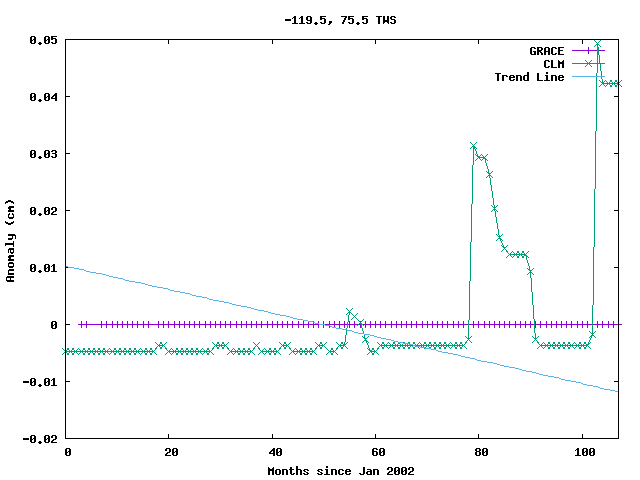 -119.5, 75.5 TWS
0.05
0.04
0.03
0.02
0.01
0
-0.01
-0.02
Anomaly (cm)
GRACE
CLM
Trend Line
0 20 40 60 80 100
Months since Jan 2002